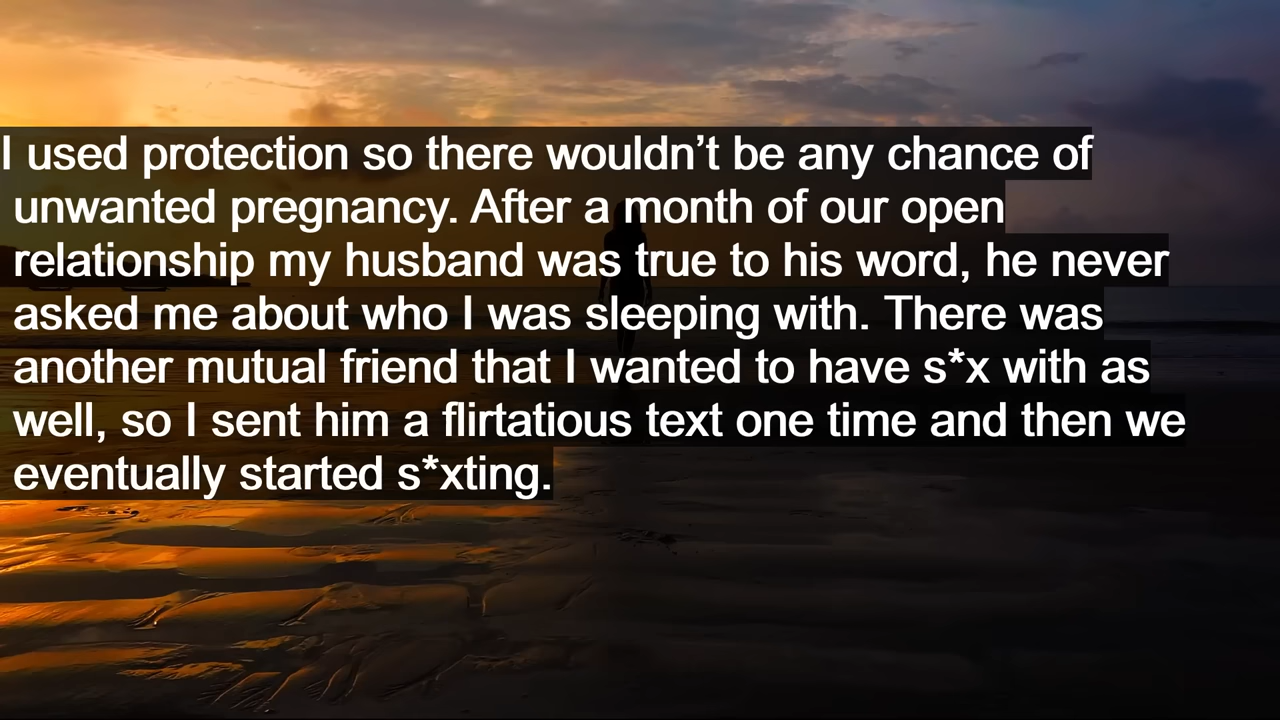 I used protection so there wouldn’t be any chance of
unwanted pregnancy. After a month of our open
relationship my husband was true to his word, he never
asked me about who I was sleeping with. There was
another mutual friend that I wanted to have s*x with as
well, so I sent him a flirtatious text one time and then we
eventually started s*xting.